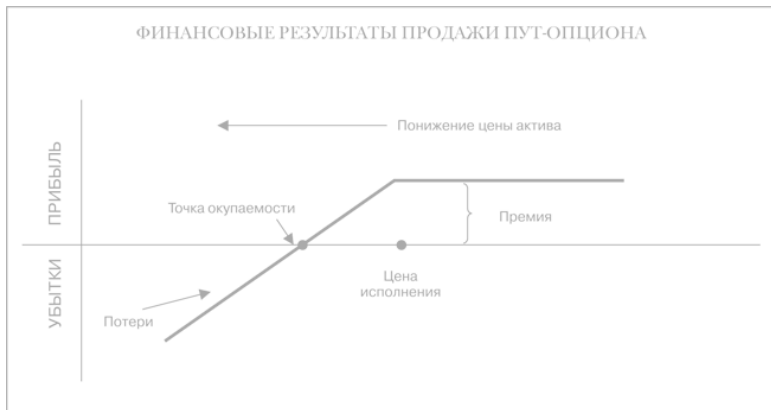 ФИНАНСОВЫЕ РЕЗУЛЬТАТЫ ПРОДАЖИ ПУТ-ОПЦИОНА
Понижение цены актива
ПРИБЫЛЬ
Точка окупаемости
Премия
УБЫТКИ
Цена
исполнения
Потери